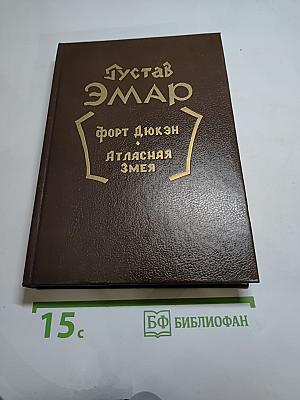 Густав
ЭМАР
Форт Дюкэн
Атласная
змея
15с
БФ БИБЛИОФАН